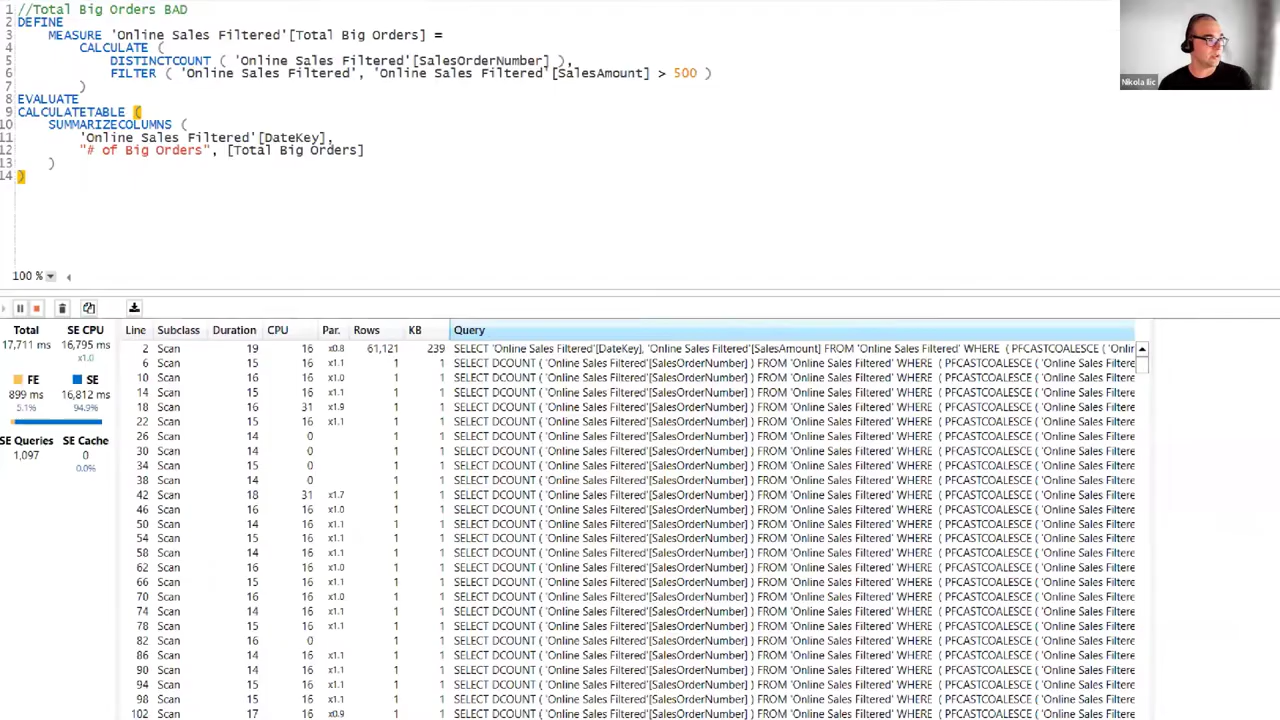 1 //Total Big Orders BAD
2 DEFINE
3 MEASURE 'Online Sales Filtered'[Total Big Orders] =
4 CALCULATE (
5 DISTINCTCOUNT ( 'Online Sales Filtered'[SalesOrderNumber] ),
6 FILTER ( 'Online Sales Filtered', 'Online Sales Filtered'[SalesAmount] > 500 )
7 )
8 EVALUATE
9 CALCULATETABLE (
10 SUMMARIZECOLUMNS (
11 'Online Sales Filtered'[DateKey],
12 "# of Big Orders", [Total Big Orders]
13 )
14 )
Nikola Ilic
100 %
Total SE CPU
17,711 ms 16,795 ms
x1.0
FE SE
899 ms 16,812 ms
5.1% 94.9%
SE Queries SE Cache
1,097 0
0.0%
Line Subclass Duration CPU Par. Rows KB Query
2 Scan 19 16 x0.8 61,121 239 SELECT 'Online Sales Filtered'[DateKey], 'Online Sales Filtered'[SalesAmount] FROM 'Online Sales Filtered' WHERE ( PFCASTCOALESCE ( 'Onlin
6 Scan 15 16 x1.1 1 1 SELECT DCOUNT ( 'Online Sales Filtered'[SalesOrderNumber] ) FROM 'Online Sales Filtered' WHERE ( PFCASTCOALESCE ( 'Online Sales Filtere
10 Scan 16 16 x1.0 1 1 SELECT DCOUNT ( 'Online Sales Filtered'[SalesOrderNumber] ) FROM 'Online Sales Filtered' WHERE ( PFCASTCOALESCE ( 'Online Sales Filtere
14 Scan 15 16 x1.1 1 1 SELECT DCOUNT ( 'Online Sales Filtered'[SalesOrderNumber] ) FROM 'Online Sales Filtered' WHERE ( PFCASTCOALESCE ( 'Online Sales Filtere
18 Scan 16 31 x1.9 1 1 SELECT DCOUNT ( 'Online Sales Filtered'[SalesOrderNumber] ) FROM 'Online Sales Filtered' WHERE ( PFCASTCOALESCE ( 'Online Sales Filtere
22 Scan 15 16 x1.1 1 1 SELECT DCOUNT ( 'Online Sales Filtered'[SalesOrderNumber] ) FROM 'Online Sales Filtered' WHERE ( PFCASTCOALESCE ( 'Online Sales Filtere
26 Scan 14 0 1 1 SELECT DCOUNT ( 'Online Sales Filtered'[SalesOrderNumber] ) FROM 'Online Sales Filtered' WHERE ( PFCASTCOALESCE ( 'Online Sales Filtere
30 Scan 14 0 1 1 SELECT DCOUNT ( 'Online Sales Filtered'[SalesOrderNumber] ) FROM 'Online Sales Filtered' WHERE ( PFCASTCOALESCE ( 'Online Sales Filtere
34 Scan 15 0 1 1 SELECT DCOUNT ( 'Online Sales Filtered'[SalesOrderNumber] ) FROM 'Online Sales Filtered' WHERE ( PFCASTCOALESCE ( 'Online Sales Filtere
38 Scan 14 0 1 1 SELECT DCOUNT ( 'Online Sales Filtered'[SalesOrderNumber] ) FROM 'Online Sales Filtered' WHERE ( PFCASTCOALESCE ( 'Online Sales Filtere
42 Scan 18 31 x1.7 1 1 SELECT DCOUNT ( 'Online Sales Filtered'[SalesOrderNumber] ) FROM 'Online Sales Filtered' WHERE ( PFCASTCOALESCE ( 'Online Sales Filtere
46 Scan 16 16 x1.0 1 1 SELECT DCOUNT ( 'Online Sales Filtered'[SalesOrderNumber] ) FROM 'Online Sales Filtered' WHERE ( PFCASTCOALESCE ( 'Online Sales Filtere
50 Scan 14 16 x1.1 1 1 SELECT DCOUNT ( 'Online Sales Filtered'[SalesOrderNumber] ) FROM 'Online Sales Filtered' WHERE ( PFCASTCOALESCE ( 'Online Sales Filtere
54 Scan 15 16 x1.1 1 1 SELECT DCOUNT ( 'Online Sales Filtered'[SalesOrderNumber] ) FROM 'Online Sales Filtered' WHERE ( PFCASTCOALESCE ( 'Online Sales Filtere
58 Scan 14 16 x1.1 1 1 SELECT DCOUNT ( 'Online Sales Filtered'[SalesOrderNumber] ) FROM 'Online Sales Filtered' WHERE ( PFCASTCOALESCE ( 'Online Sales Filtere
62 Scan 16 16 x1.0 1 1 SELECT DCOUNT ( 'Online Sales Filtered'[SalesOrderNumber] ) FROM 'Online Sales Filtered' WHERE ( PFCASTCOALESCE ( 'Online Sales Filtere
66 Scan 15 16 x1.1 1 1 SELECT DCOUNT ( 'Online Sales Filtered'[SalesOrderNumber] ) FROM 'Online Sales Filtered' WHERE ( PFCASTCOALESCE ( 'Online Sales Filtere
70 Scan 16 16 x1.0 1 1 SELECT DCOUNT ( 'Online Sales Filtered'[SalesOrderNumber] ) FROM 'Online Sales Filtered' WHERE ( PFCASTCOALESCE ( 'Online Sales Filtere
74 Scan 14 16 x1.1 1 1 SELECT DCOUNT ( 'Online Sales Filtered'[SalesOrderNumber] ) FROM 'Online Sales Filtered' WHERE ( PFCASTCOALESCE ( 'Online Sales Filtere
78 Scan 15 16 x1.1 1 1 SELECT DCOUNT ( 'Online Sales Filtered'[SalesOrderNumber] ) FROM 'Online Sales Filtered' WHERE ( PFCASTCOALESCE ( 'Online Sales Filtere
82 Scan 16 0 1 1 SELECT DCOUNT ( 'Online Sales Filtered'[SalesOrderNumber] ) FROM 'Online Sales Filtered' WHERE ( PFCASTCOALESCE ( 'Online Sales Filtere
86 Scan 14 16 x1.1 1 1 SELECT DCOUNT ( 'Online Sales Filtered'[SalesOrderNumber] ) FROM 'Online Sales Filtered' WHERE ( PFCASTCOALESCE ( 'Online Sales Filtere
90 Scan 14 16 x1.1 1 1 SELECT DCOUNT ( 'Online Sales Filtered'[SalesOrderNumber] ) FROM 'Online Sales Filtered' WHERE ( PFCASTCOALESCE ( 'Online Sales Filtere
94 Scan 15 16 x1.1 1 1 SELECT DCOUNT ( 'Online Sales Filtered'[SalesOrderNumber] ) FROM 'Online Sales Filtered' WHERE ( PFCASTCOALESCE ( 'Online Sales Filtere
98 Scan 15 16 x1.1 1 1 SELECT DCOUNT ( 'Online Sales Filtered'[SalesOrderNumber] ) FROM 'Online Sales Filtered' WHERE ( PFCASTCOALESCE ( 'Online Sales Filtere
102 Scan 17 16 x0.9 1 1 SELECT DCOUNT ( 'Online Sales Filtered'[SalesOrderNumber] ) FROM 'Online Sales Filtered' WHERE ( PFCASTCOALESCE ( 'Online Sales Filtere